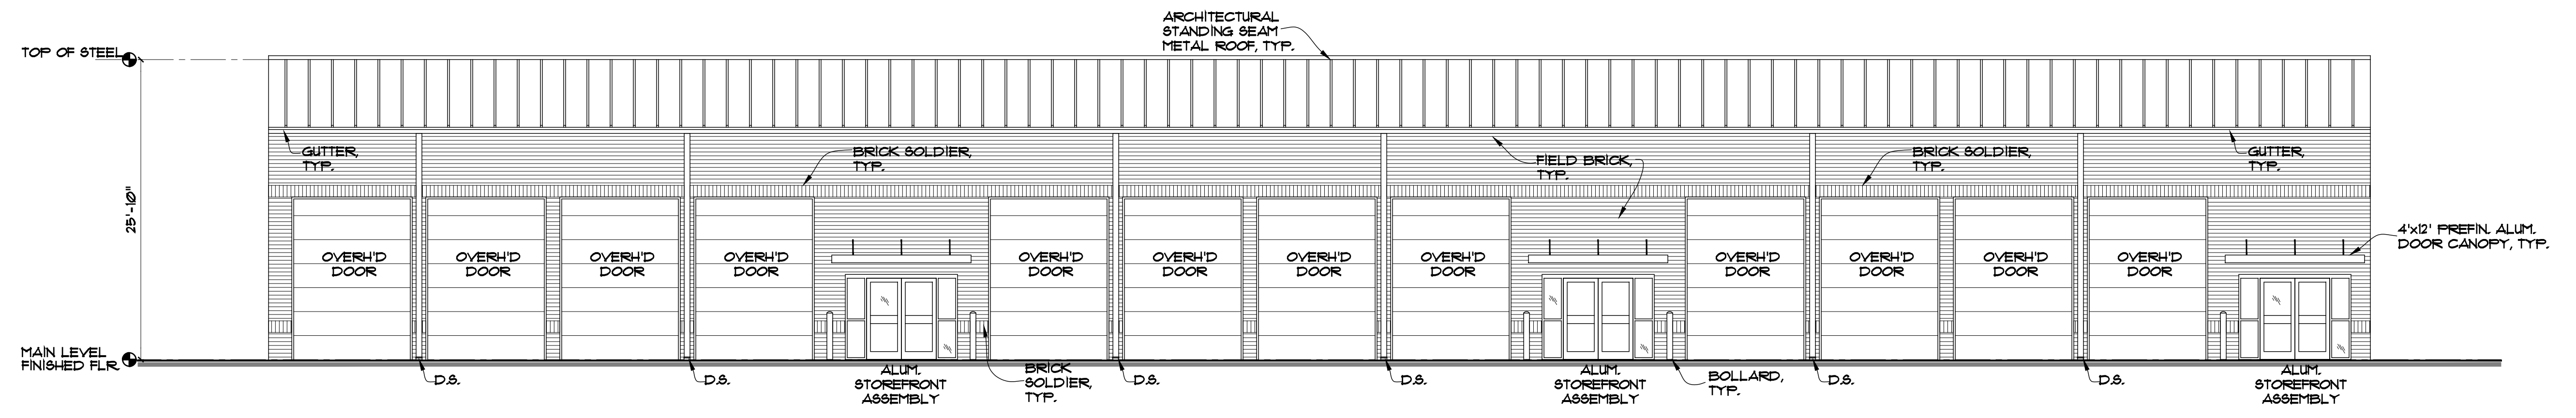 ARCHITECTURAL
STANDING SEAM
METAL ROOF, TYP.
TOP OF STEEL
GUTTER,
TYP.
BRICK SOLDIER,
TYP.
FIELD BRICK,
TYP.
BRICK SOLDIER,
TYP.
GUTTER,
TYP.
25'-10"
4'x12' PREFIN. ALUM.
DOOR CANOPY, TYP.
OVERH'D
DOOR
OVERH'D
DOOR
OVERH'D
DOOR
OVERH'D
DOOR
OVERH'D
DOOR
OVERH'D
DOOR
OVERH'D
DOOR
OVERH'D
DOOR
OVERH'D
DOOR
OVERH'D
DOOR
OVERH'D
DOOR
OVERH'D
DOOR
MAIN LEVEL
FINISHED FLR.
D.S.
D.S.
ALUM.
STOREFRONT
ASSEMBLY
BRICK
SOLDIER,
TYP.
D.S.
D.S.
ALUM.
STOREFRONT
ASSEMBLY
BOLLARD,
TYP.
D.S.
D.S.
ALUM.
STOREFRONT
ASSEMBLY